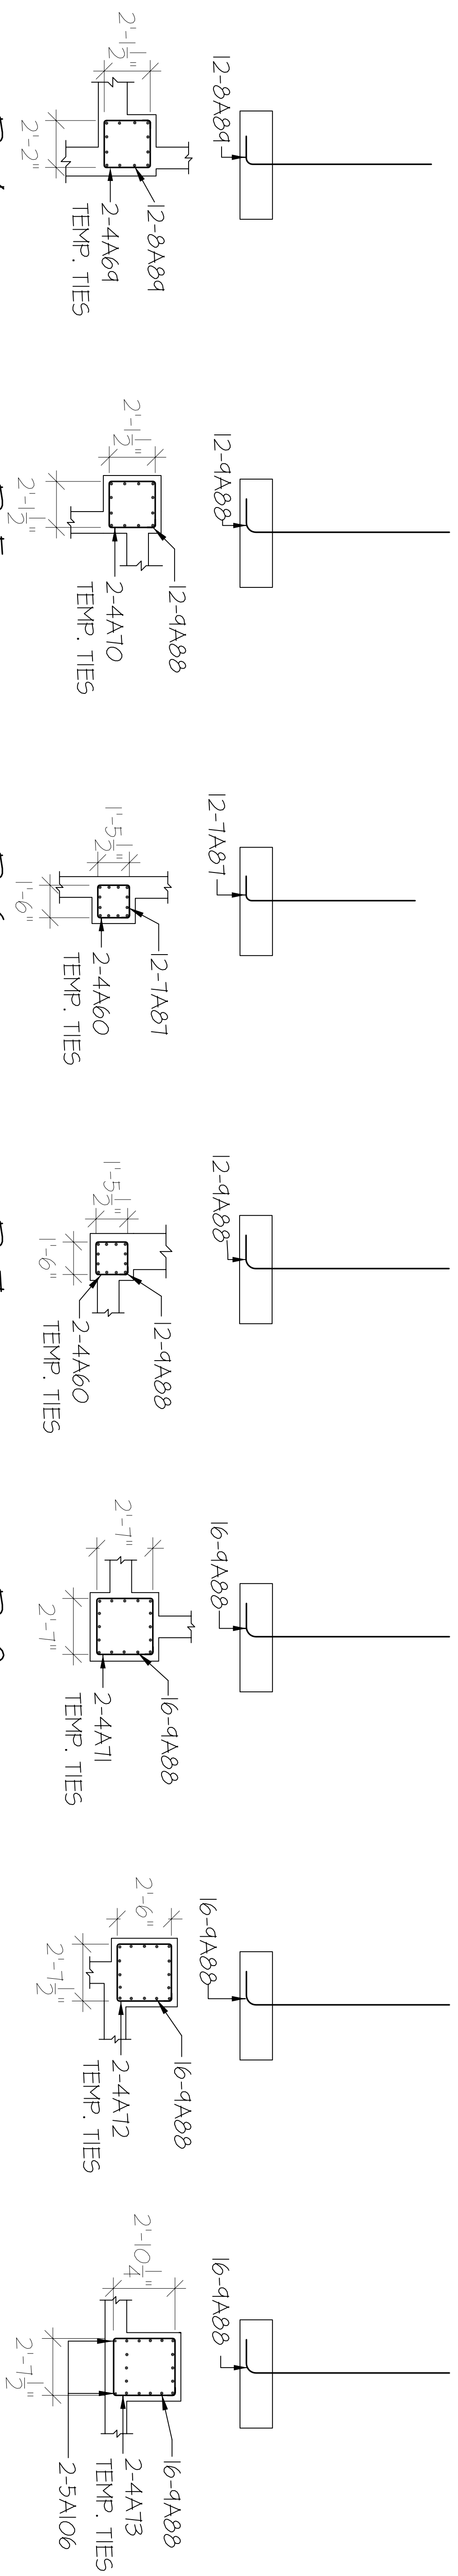 12-8A89
2'-1 1/2"
2'-2"
12-8A89
2-4A69
TEMP. TIES
12-9A88
2'-1 1/2"
2'-1 1/2"
12-9A88
2-4A70
TEMP. TIES
12-7A87
1'-5 1/2"
1'-6"
12-7A87
2-4A60
TEMP. TIES
12-9A88
1'-5 1/2"
1'-6"
12-9A88
2-4A60
TEMP. TIES
16-9A88
2'-7"
2'-7"
16-9A88
2-4A71
TEMP. TIES
16-9A88
2'-6"
2'-7 1/2"
16-9A88
2-4A72
TEMP. TIES
16-9A88
2'-10 1/4"
2'-7 1/2"
16-9A88
2-4A73
TEMP. TIES
2-5A106